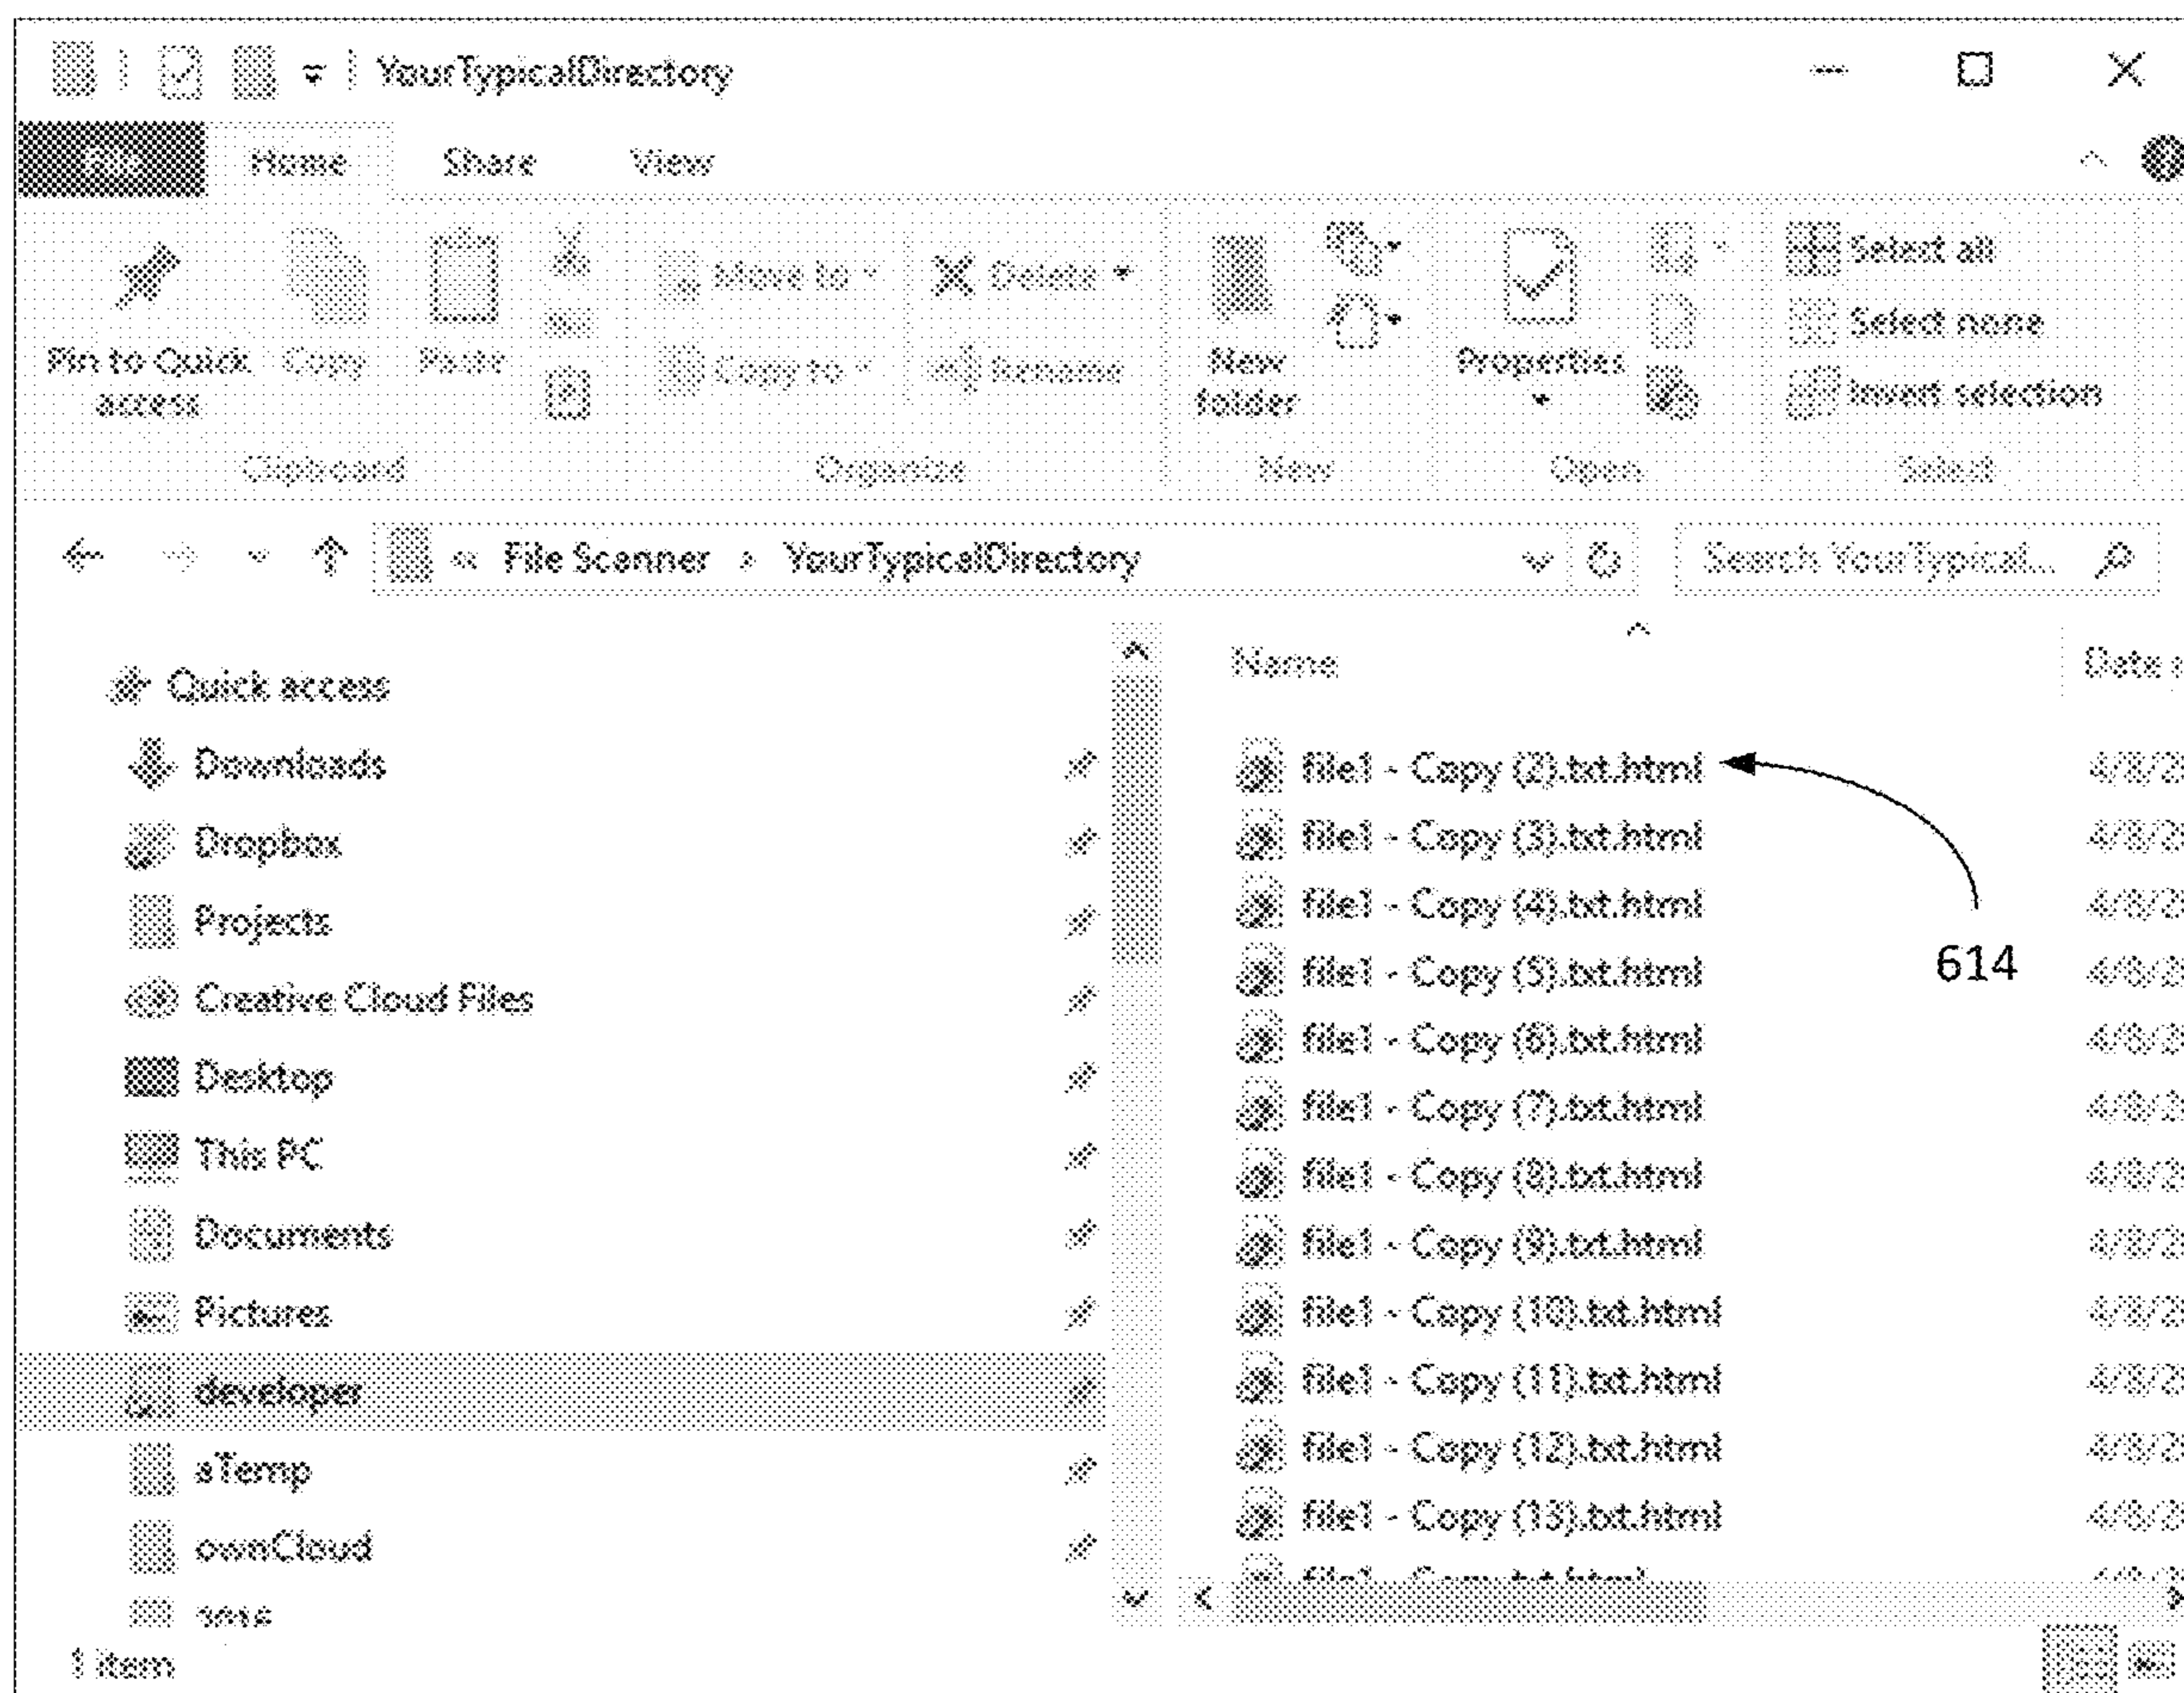 YourTypicalDirectory
File Home Share View
Pin to Quick access Copy Paste Move to Copy to Delete Rename New folder Properties Select all Select none Invert selection
Clipboard Organize New Open Select
« File Scanner > YourTypicalDirectory Search YourTypical...
Quick access
Downloads
Dropbox
Projects
Creative Cloud Files
Desktop
This PC
Documents
Pictures
developer
aTemp
ownCloud
1 item
Name Date
file1 - Copy (2).txt.html
file1 - Copy (3).txt.html
file1 - Copy (4).txt.html
file1 - Copy (5).txt.html
file1 - Copy (6).txt.html
file1 - Copy (7).txt.html
file1 - Copy (8).txt.html
file1 - Copy (9).txt.html
file1 - Copy (10).txt.html
file1 - Copy (11).txt.html
file1 - Copy (12).txt.html
file1 - Copy (13).txt.html
614